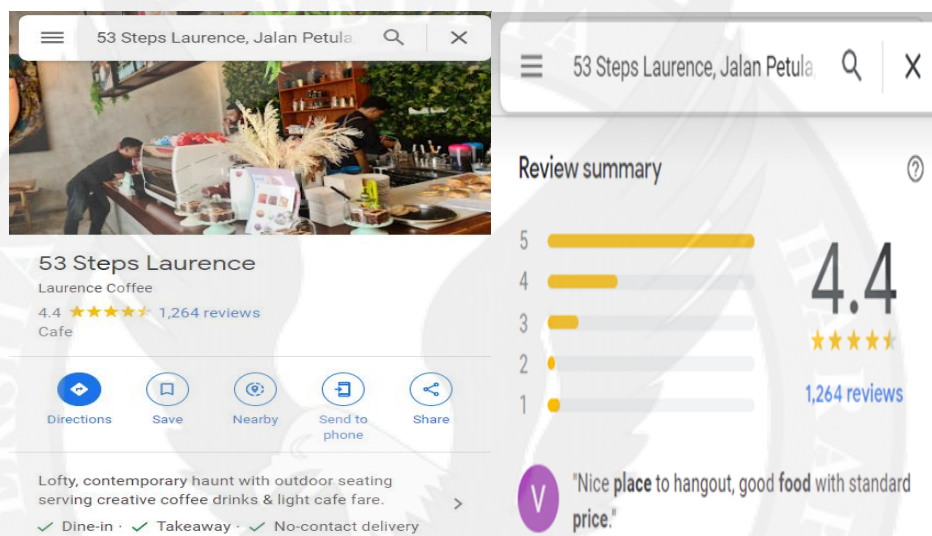 53 Steps Laurence, Jalan Petula
53 Steps Laurence
Laurence Coffee
4.4 1,264 reviews
Cafe
Directions
Save
Nearby
Send to
phone
Share
Lofty, contemporary haunt with outdoor seating
serving creative coffee drinks & light cafe fare.
Dine-in · Takeaway · No-contact delivery
53 Steps Laurence, Jalan Petula
Review summary
5
4
3
2
1
4.4
1,264 reviews
V
"Nice place to hangout, good food with standard
price."